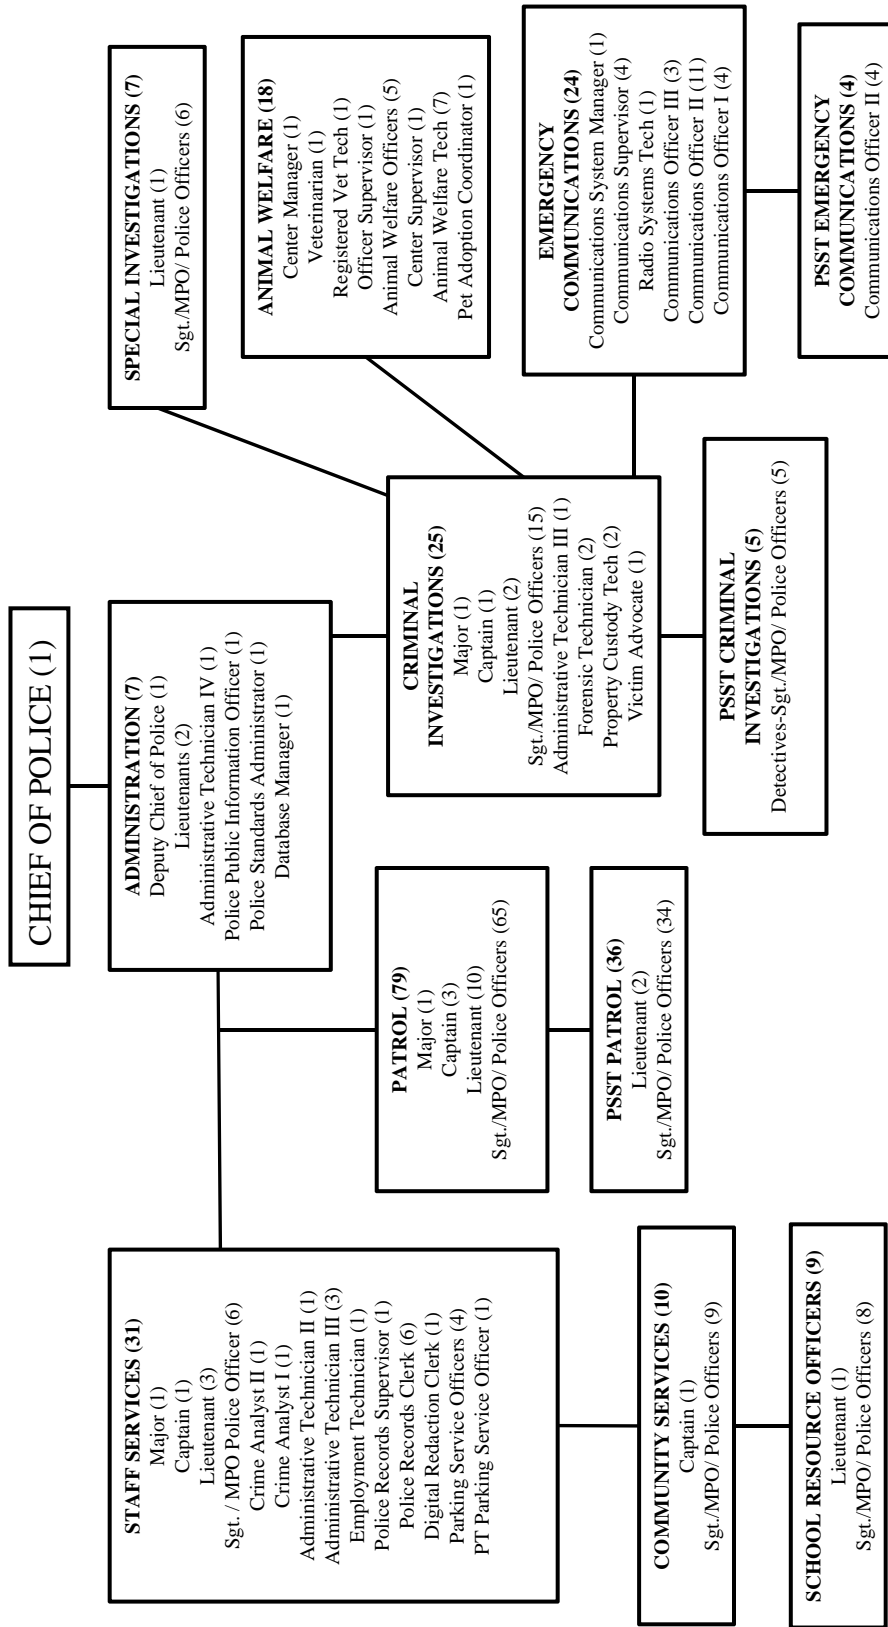 CHIEF OF POLICE (1)
ADMINISTRATION (7)
Deputy Chief of Police (1)
Lieutenants (2)
Administrative Technician IV (1)
Police Public Information Officer (1)
Police Standards Administrator (1)
Database Manager (1)
STAFF SERVICES (31)
Major (1)
Captain (1)
Lieutenant (3)
Sgt. / MPO Police Officer (6)
Crime Analyst II (1)
Crime Analyst I (1)
Administrative Technician II (1)
Administrative Technician III (3)
Employment Technician (1)
Police Records Supervisor (1)
Police Records Clerk (6)
Digital Redaction Clerk (1)
Parking Service Officers (4)
PT Parking Service Officer (1)
COMMUNITY SERVICES (10)
Captain (1)
Sgt./MPO/ Police Officers (9)
SCHOOL RESOURCE OFFICERS (9)
Lieutenant (1)
Sgt./MPO/ Police Officers (8)
PATROL (79)
Major (1)
Captain (3)
Lieutenant (10)
Sgt./MPO/ Police Officers (65)
PSST PATROL (36)
Lieutenant (2)
Sgt./MPO/ Police Officers (34)
CRIMINAL
INVESTIGATIONS (25)
Major (1)
Captain (1)
Lieutenant (2)
Sgt./MPO/ Police Officers (15)
Administrative Technician III (1)
Forensic Technician (2)
Property Custody Tech (2)
Victim Advocate (1)
PSST CRIMINAL
INVESTIGATIONS (5)
Detectives-Sgt./MPO/ Police Officers (5)
SPECIAL INVESTIGATIONS (7)
Lieutenant (1)
Sgt./MPO/ Police Officers (6)
ANIMAL WELFARE (18)
Center Manager (1)
Veterinarian (1)
Registered Vet Tech (1)
Officer Supervisor (1)
Animal Welfare Officers (5)
Center Supervisor (1)
Animal Welfare Tech (7)
Pet Adoption Coordinator (1)
EMERGENCY
COMMUNICATIONS (24)
Communications System Manager (1)
Communications Supervisor (4)
Radio Systems Tech (1)
Communications Officer III (3)
Communications Officer II (11)
Communications Officer I (4)
PSST EMERGENCY
COMMUNICATIONS (4)
Communications Officer II (4)